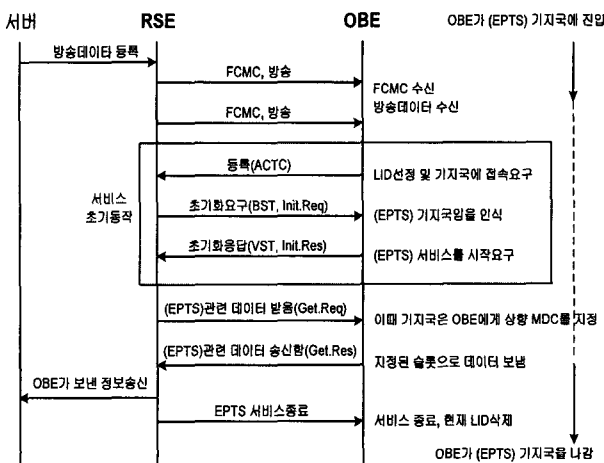 서버 RSE OBE OBE가 (EPTS) 기지국에 진입
방송데이타 등록
FCMC, 방송
FCMC 수신
방송데이터 수신
FCMC, 방송
등록(ACTC)
LID선정 및 기지국에 접속요구
서비스
초기동작
초기화요구(BST, Init.Req)
(EPTS) 기지국임을 인식
초기화응답(VST, Init.Res)
(EPTS) 서비스를 시작요구
(EPTS)관련 데이터 받음(Get.Req)
이때 기지국은 OBE에게 상향 MDC를 지정
(EPTS)관련 데이터 송신함(Get.Res)
지정된 슬롯으로 데이터 보냄
OBE가 보낸 정보송신
EPTS 서비스종료
서비스 종료, 현재 LID삭제
OBE가 (EPTS) 기지국을 나감